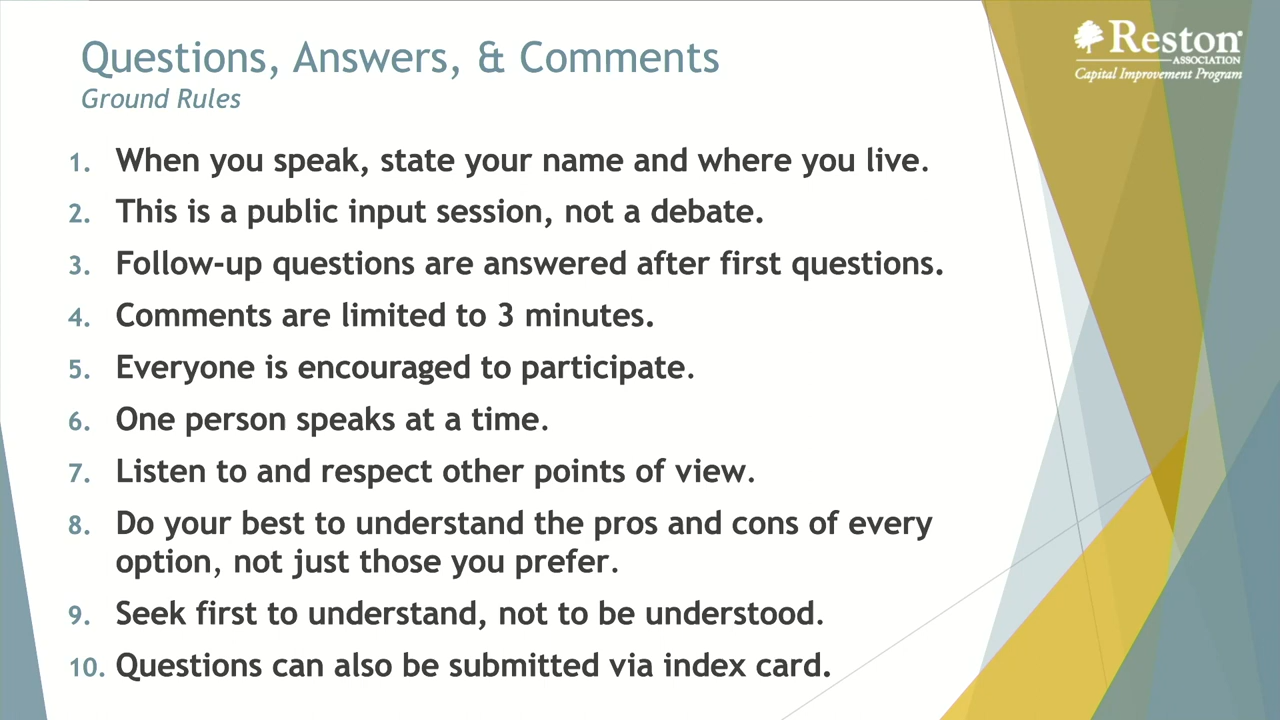 Questions, Answers, & Comments
Ground Rules
Reston
ASSOCIATION
Capital Improvement Program
1. When you speak, state your name and where you live.
2. This is a public input session, not a debate.
3. Follow-up questions are answered after first questions.
4. Comments are limited to 3 minutes.
5. Everyone is encouraged to participate.
6. One person speaks at a time.
7. Listen to and respect other points of view.
8. Do your best to understand the pros and cons of every
option, not just those you prefer.
9. Seek first to understand, not to be understood.
10. Questions can also be submitted via index card.